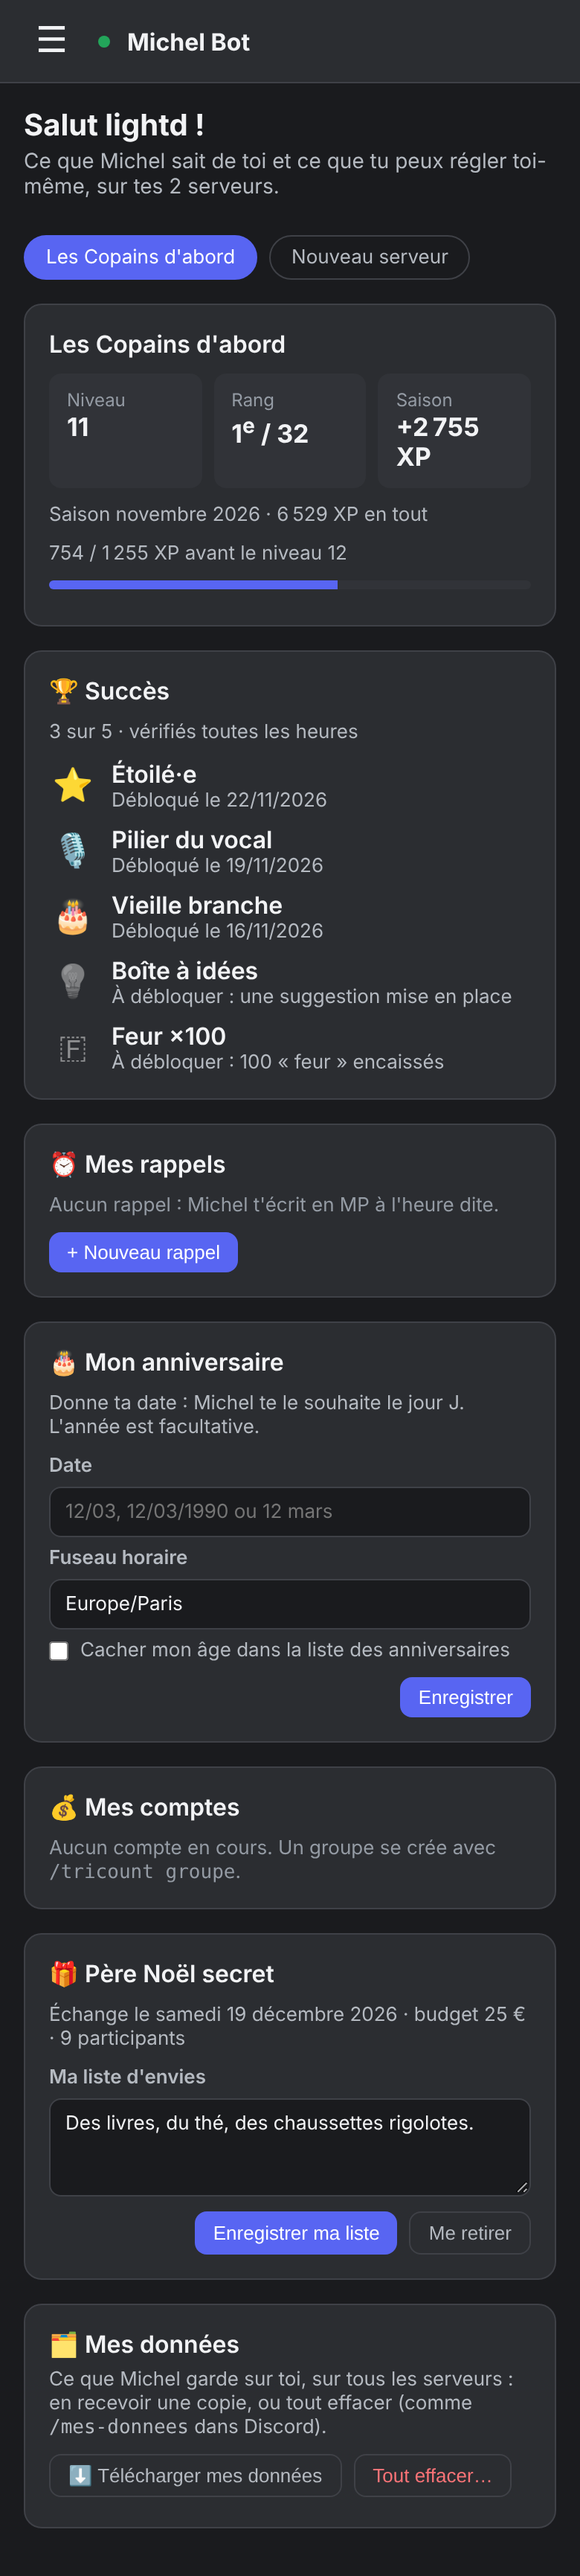 ☰ Michel Bot
Salut lightd !
Ce que Michel sait de toi et ce que tu peux régler toi-
même, sur tes 2 serveurs.
Les Copains d'abord Nouveau serveur
Les Copains d'abord
Niveau
11
Rang
1e / 32
Saison
+2 755
XP
Saison novembre 2026 · 6 529 XP en tout
754 / 1 255 XP avant le niveau 12
🏆 Succès
3 sur 5 · vérifiés toutes les heures
⭐ Étoilé·e
Débloqué le 22/11/2026
🎙️ Pilier du vocal
Débloqué le 19/11/2026
🎂 Vieille branche
Débloqué le 16/11/2026
💡 Boîte à idées
À débloquer : une suggestion mise en place
🇫 Feur ×100
À débloquer : 100 « feur » encaissés
⏰ Mes rappels
Aucun rappel : Michel t'écrit en MP à l'heure dite.
+ Nouveau rappel
🎂 Mon anniversaire
Donne ta date : Michel te le souhaite le jour J.
L'année est facultative.
Date
12/03, 12/03/1990 ou 12 mars
Fuseau horaire
Europe/Paris
Cacher mon âge dans la liste des anniversaires
Enregistrer
💰 Mes comptes
Aucun compte en cours. Un groupe se crée avec
/tricount groupe.
🎁 Père Noël secret
Échange le samedi 19 décembre 2026 · budget 25 €
· 9 participants
Ma liste d'envies
Des livres, du thé, des chaussettes rigolotes.
Enregistrer ma liste Me retirer
🗂️ Mes données
Ce que Michel garde sur toi, sur tous les serveurs :
en recevoir une copie, ou tout effacer (comme
/mes-donnees dans Discord).
⬇️ Télécharger mes données Tout effacer…